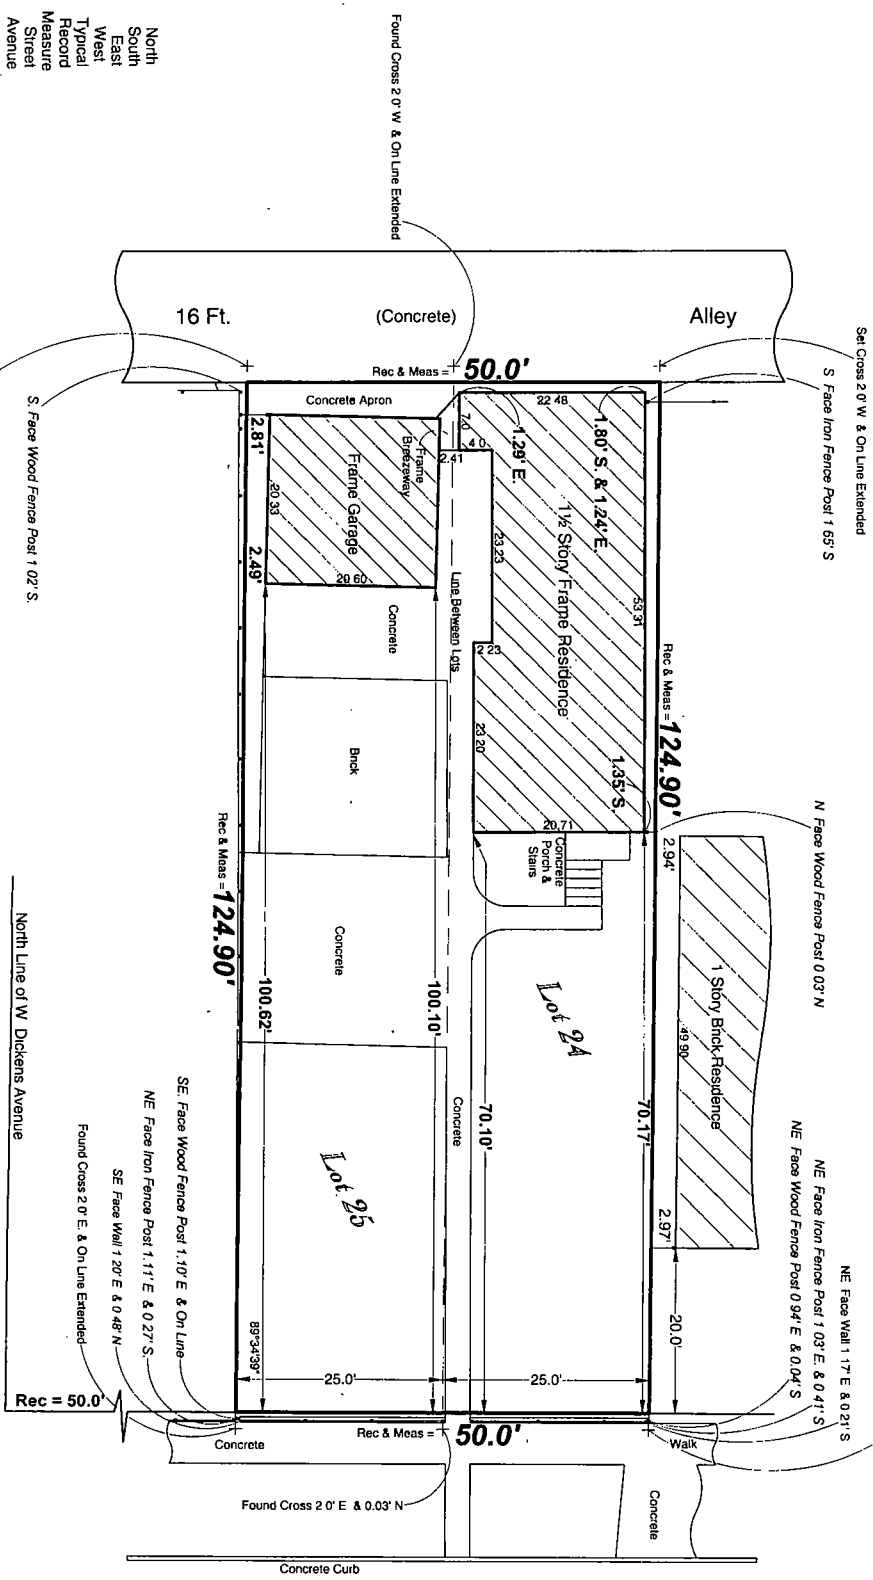 North
South
East
West
Typical
Record
Measure
Street
Avenue
Found Cross 2 0' W & On Line Extended
Set Cross 2 0' W & On Line Extended
S Face Iron Fence Post 1 65' S
S. Face Wood Fence Post 1 02' S.
16 Ft.
(Concrete)
Alley
Rec & Meas = 50.0'
Concrete Apron
22 48
1.80' S. & 1.24' E.
1.29' E.
7.0
4 0
2.41
Frame
Breezeway
2.81'
Frame Garage
20 33
2.49'
20 60
1½ Story Frame Residence
23 23
53 31
2 23
23 20
Line Between Lots
Concrete
Rec & Meas = 124.90'
1.35' S.
20.71
Concrete
Porch &
Stairs
Brick
N Face Wood Fence Post 0 03' N
2.94'
1 Story Brick Residence
49 90
2.97'
20.0'
Rec & Meas = 124.90'
Concrete
100.62'
100.10'
Lot 24
70.10'
70.17'
Concrete
Lot 25
North Line of W Dickens Avenue
SE. Face Wood Fence Post 1.10' E & On Line
NE Face Iron Fence Post 1.11' E & 0 27' S.
SE Face Wall 1 20' E & 0 48' N
Found Cross 2 0' E. & On Line Extended
NE Face Wall 1 17' E & 0 21' S
NE Face Iron Fence Post 1 03' E. & 0 41' S
NE Face Wood Fence Post 0 94' E & 0.04' S
89°34'39"
25.0'
25.0'
Rec = 50.0'
Rec & Meas = 50.0'
Concrete
Walk
Found Cross 2 0' E & 0.03' N
Concrete
Concrete Curb